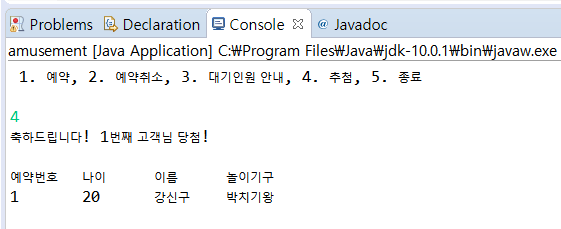 Problems Declaration Console Javadoc
amusement [Java Application] C:₩Program Files₩Java₩jdk-10.0.1₩bin₩javaw.exe
1. 예약, 2. 예약취소, 3. 대기인원 안내, 4. 추첨, 5. 종료
4
축하드립니다! 1번째 고객님 당첨!
예약번호 나이 이름 놀이기구
1 20 강신구 박치기왕